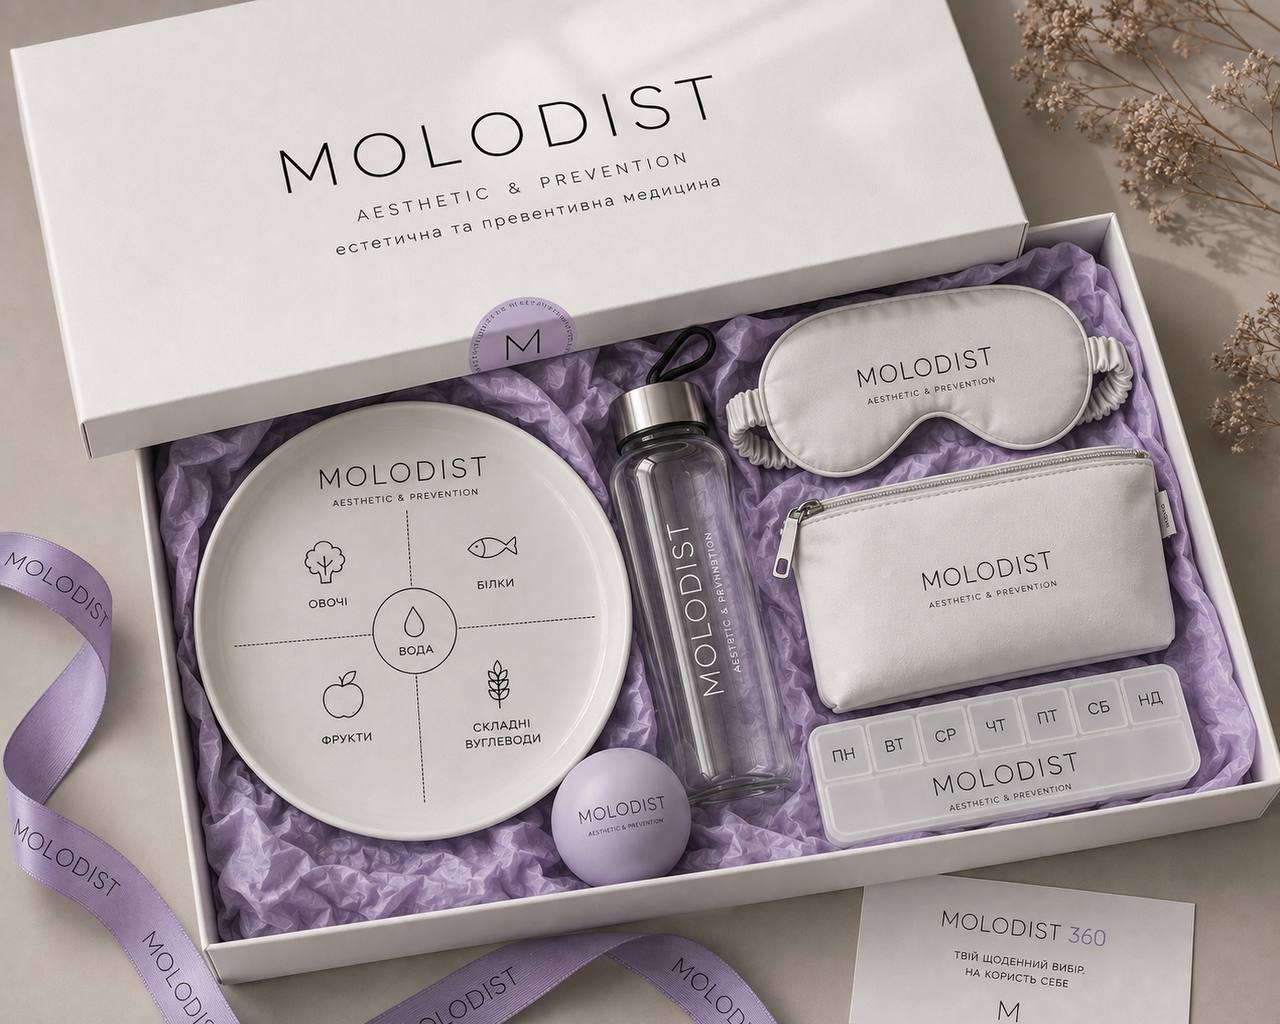 MOLODIST
AESTHETIC & PREVENTION
естетична та превентивна медицина
M
MOLODIST
AESTHETIC & PREVENTION
ОВОЧІ
БІЛКИ
ВОДА
ФРУКТИ
СКЛАДНІ
ВУГЛЕВОДИ
MOLODIST
MOLODIST
AESTHETIC & PREVENTION
MOLODIST
AESTHETIC & PREVENTION
MOLODIST
AESTHETIC & PREVENTION
ПН ВТ СР ЧТ ПТ СБ НД
MOLODIST
AESTHETIC & PREVENTION
MOLODIST
MOLODIST
MOLODIST
MOLODIST
MOLODIST
MOLODIST 360
ТВІЙ ЩОДЕННИЙ ВИБІР.
НА КОРИСТЬ СЕБЕ
M